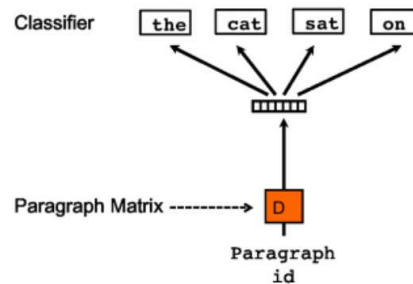 Classifier the cat sat on
Paragraph Matrix D
Paragraph
id